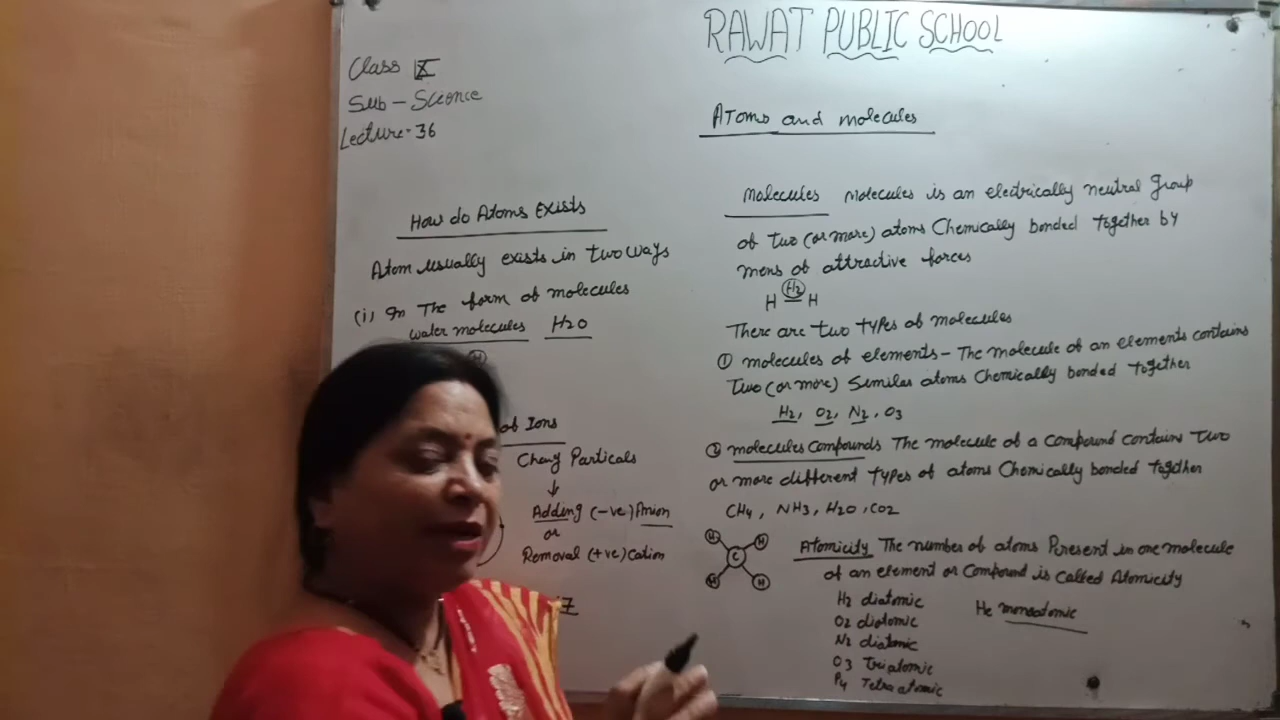 RAWAT PUBLIC SCHOOL
Class IX
Sub - Science
Lecture - 36
Atoms and molecules
How do Atoms Exists
Atom usually exists in two ways
(i) In The form of molecules
water molecules H2O
H
of Ions
Charg Particals
↓
Adding (-ve) Anion
or
Removal (+ve) Cation
Molecules molecules is an electrically neutral group
of two (or more) atoms Chemically bonded together by
mens of attractive forces
H H2 H
There are two types of molecules
① molecules of elements - The molecule of an elements contains
Two (or more) Similar atoms Chemically bonded together
H2, O2, N2, O3
② molecules Compounds The molecule of a Compound contains two
or more different types of atoms Chemically bonded together
CH4, NH3, H2O, CO2
H H
C
H H
Atomicity The number of atoms Peresent in one molecule
of an element or Compound is called Atomicity
H2 diatomic He monoatomic
O2 diatomic
N2 diatomic
O3 Triatomic
P4 Tetra atomic